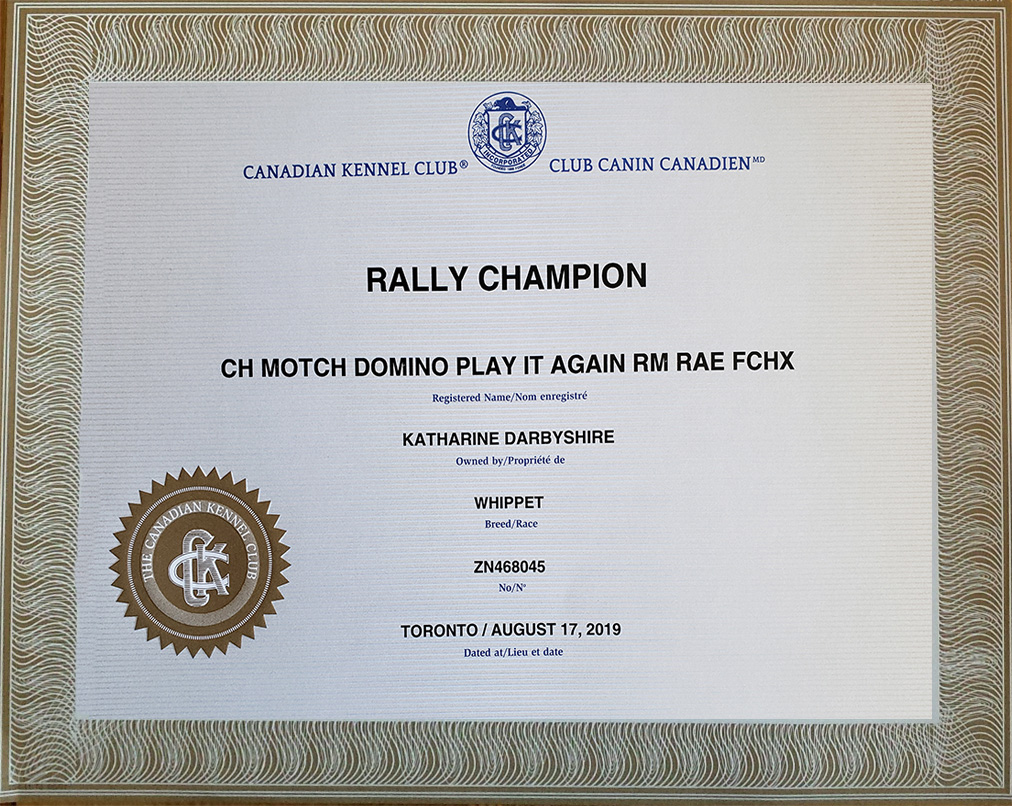 CKC
INCORPORATED
CANADIAN KENNEL CLUB® CLUB CANIN CANADIEN MD
RALLY CHAMPION
CH MOTCH DOMINO PLAY IT AGAIN RM RAE FCHX
Registered Name/Nom enregistré
KATHARINE DARBYSHIRE
Owned by/Propriété de
WHIPPET
Breed/Race
ZN468045
No/Nº
TORONTO / AUGUST 17, 2019
Dated at/Lieu et date
THE CANADIAN KENNEL CLUB
CKC